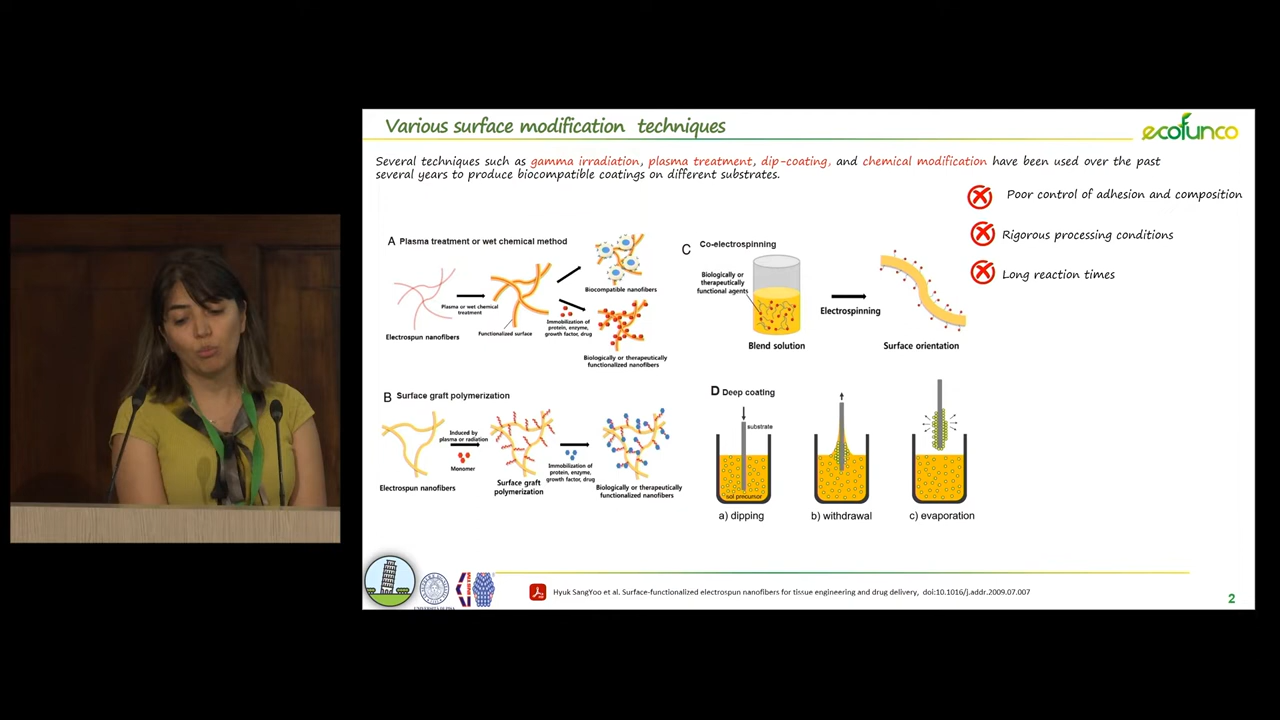 Various surface modification techniques
ecofunco
Several techniques such as gamma irradiation, plasma treatment, dip-coating, and chemical modification have been used over the past
several years to produce biocompatible coatings on different substrates.
Poor control of adhesion and composition
Rigorous processing conditions
Long reaction times
A Plasma treatment or wet chemical method
Electrospun nanofibers
Plasma or wet chemical
treatment
Functionalized surface
Biocompatible nanofibers
Immobilization of
protein, enzyme,
growth factor, drug
Biologically or therapeutically
functionalized nanofibers
B Surface graft polymerization
Electrospun nanofibers
Induced by
plasma or radiation
Monomer
Surface graft
polymerization
Immobilization of
protein, enzyme,
growth factor, drug
Biologically or therapeutically
functionalized nanofibers
C Co-electrospinning
Biologically or
therapeutically
functional agents
Blend solution
Electrospinning
Surface orientation
D Deep coating
substrate
sol precursor
a) dipping
b) withdrawal
c) evaporation
Hyuk SangYoo et al. Surface-functionalized electrospun nanofibers for tissue engineering and drug delivery, doi:10.1016/j.addr.2009.07.007
2